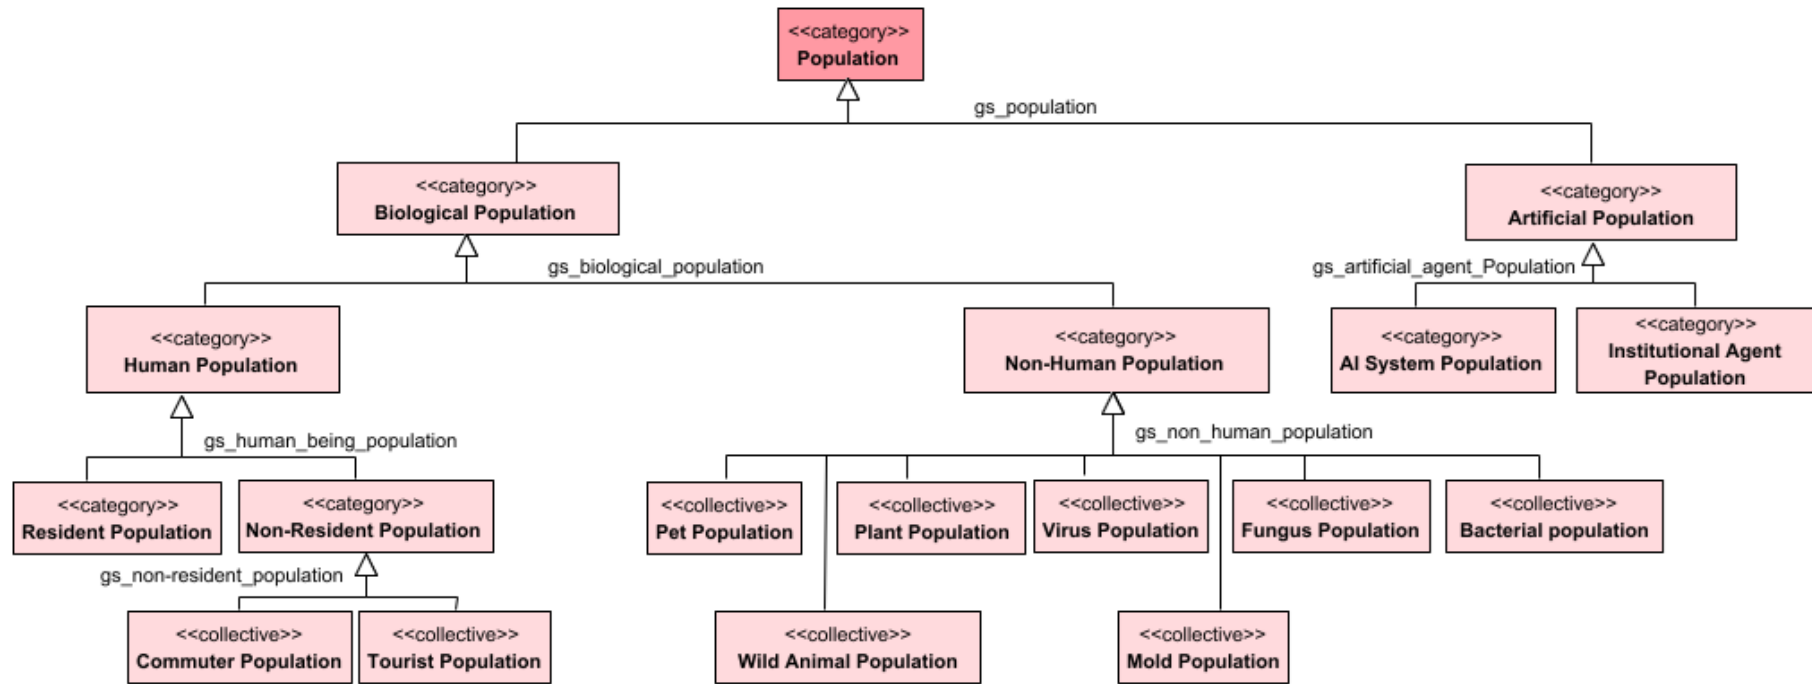 <<category>>
Population
gs_population
<<category>>
Biological Population
<<category>>
Artificial Population
gs_biological_population
gs_artificial_agent_Population
<<category>>
Human Population
<<category>>
Non-Human Population
<<category>>
AI System Population
<<category>>
Institutional Agent
Population
gs_human_being_population
gs_non_human_population
<<category>>
Resident Population
<<category>>
Non-Resident Population
<<collective>>
Pet Population
<<collective>>
Plant Population
<<collective>>
Virus Population
<<collective>>
Fungus Population
<<collective>>
Bacterial population
gs_non-resident_population
<<collective>>
Commuter Population
<<collective>>
Tourist Population
<<collective>>
Wild Animal Population
<<collective>>
Mold Population